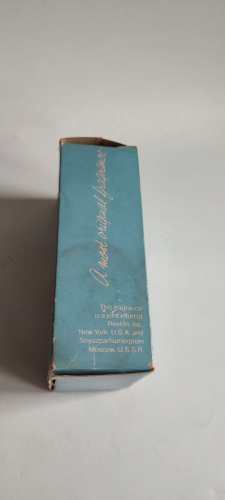 A most original fragrance
This fragrance
is a joint effort of
Revlon, Inc.
New York, U.S.A. and
Soyuzparfumerprom
Moscow, U.S.S.R.